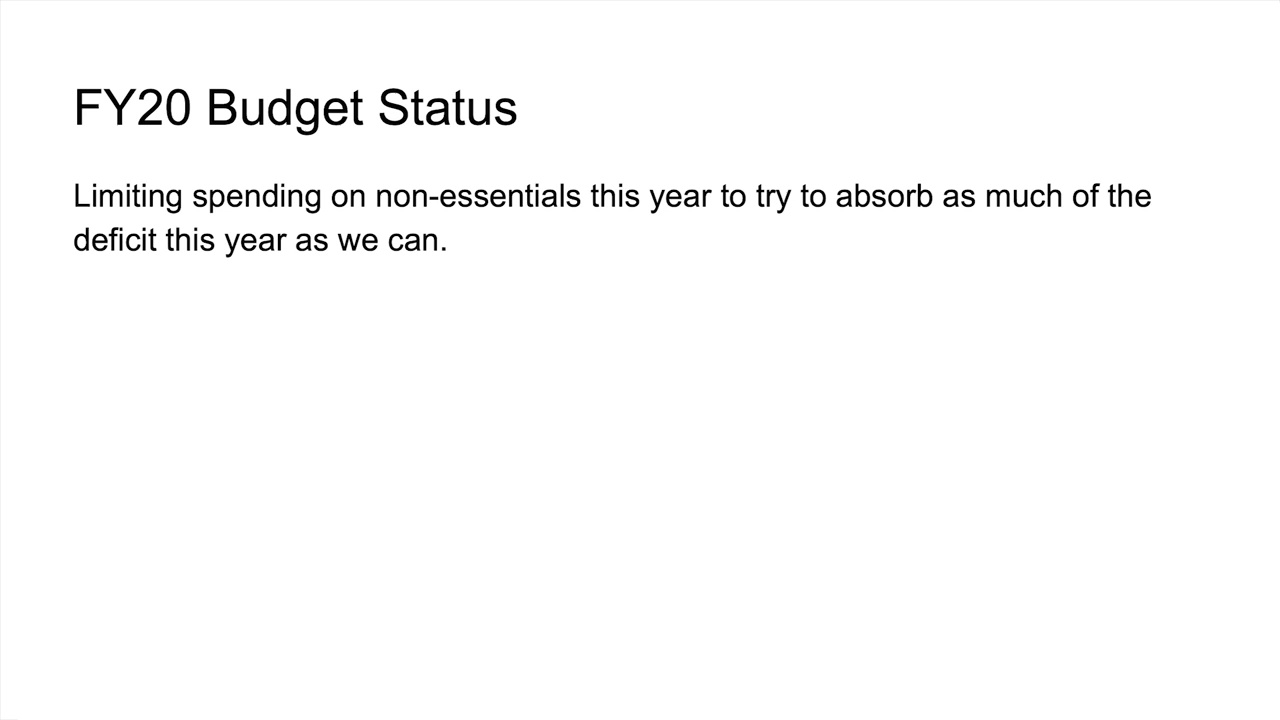 FY20 Budget Status
Limiting spending on non-essentials this year to try to absorb as much of the
deficit this year as we can.